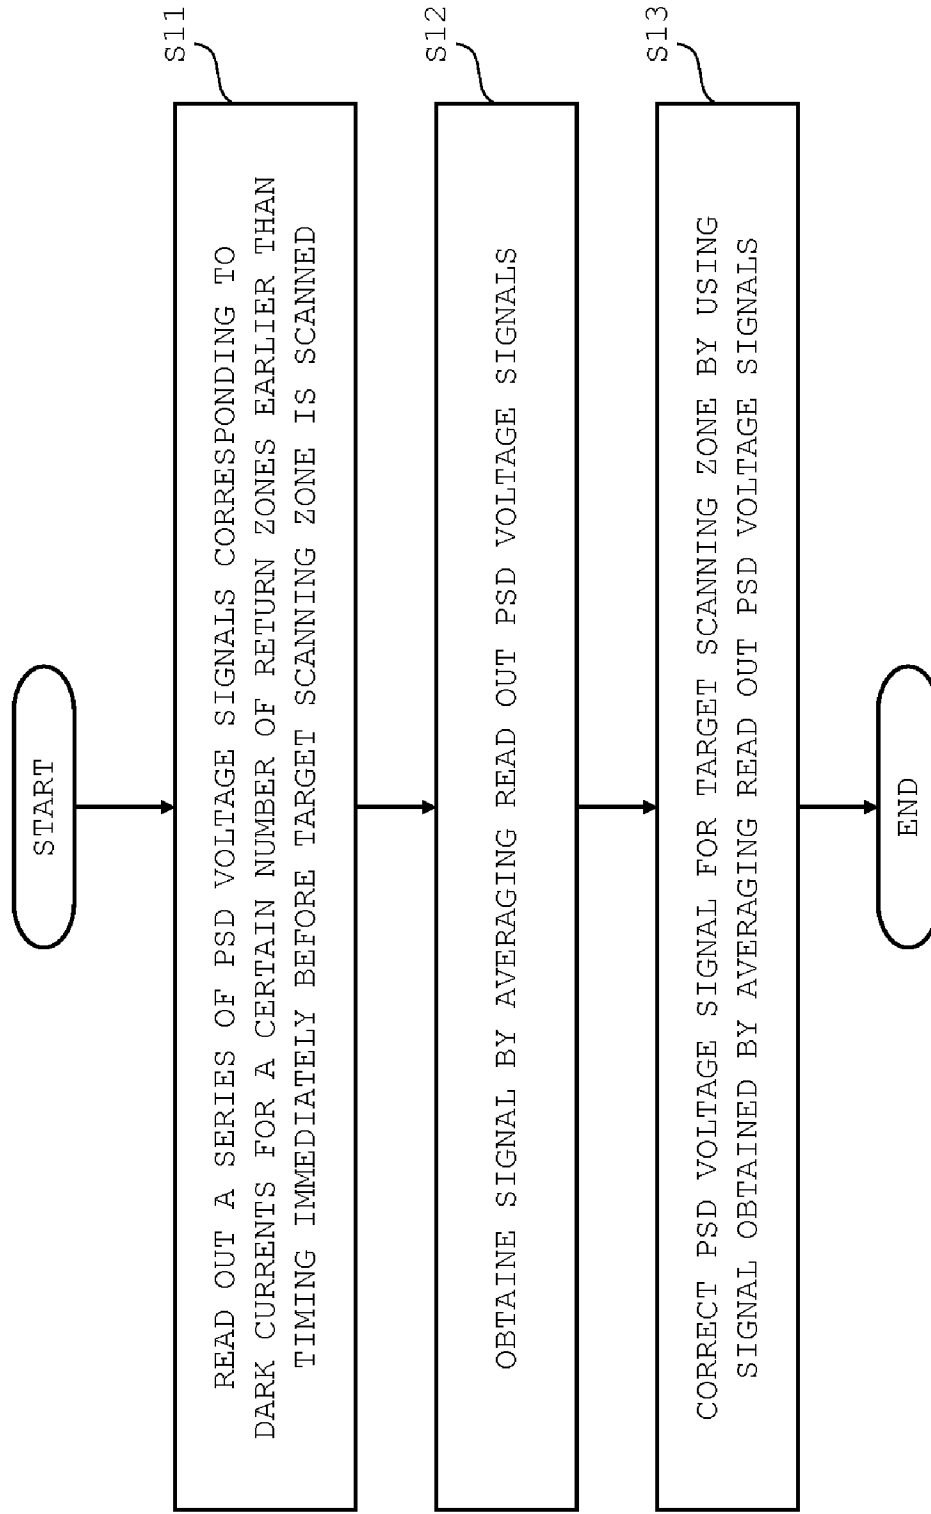 START
S11
READ OUT A SERIES OF PSD VOLTAGE SIGNALS CORRESPONDING TO
DARK CURRENTS FOR A CERTAIN NUMBER OF RETURN ZONES EARLIER THAN
TIMING IMMEDIATELY BEFORE TARGET SCANNING ZONE IS SCANNED
S12
OBTAINE SIGNAL BY AVERAGING READ OUT PSD VOLTAGE SIGNALS
S13
CORRECT PSD VOLTAGE SIGNAL FOR TARGET SCANNING ZONE BY USING
SIGNAL OBTAINED BY AVERAGING READ OUT PSD VOLTAGE SIGNALS
END